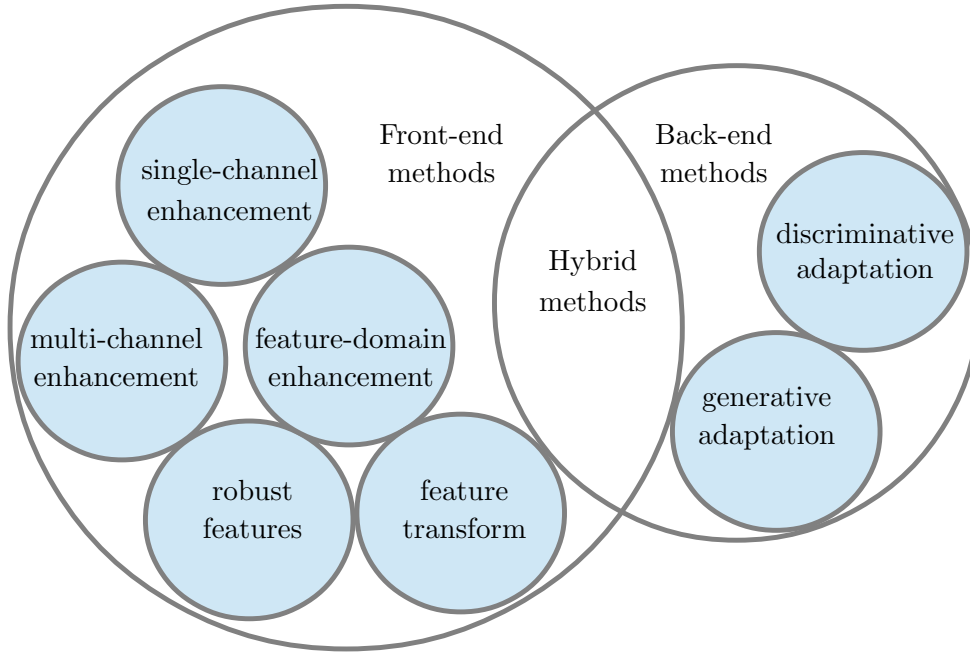 Front-end
methods
Back-end
methods
single-channel
enhancement
discriminative
adaptation
Hybrid
methods
multi-channel
enhancement
feature-domain
enhancement
generative
adaptation
robust
features
feature
transform